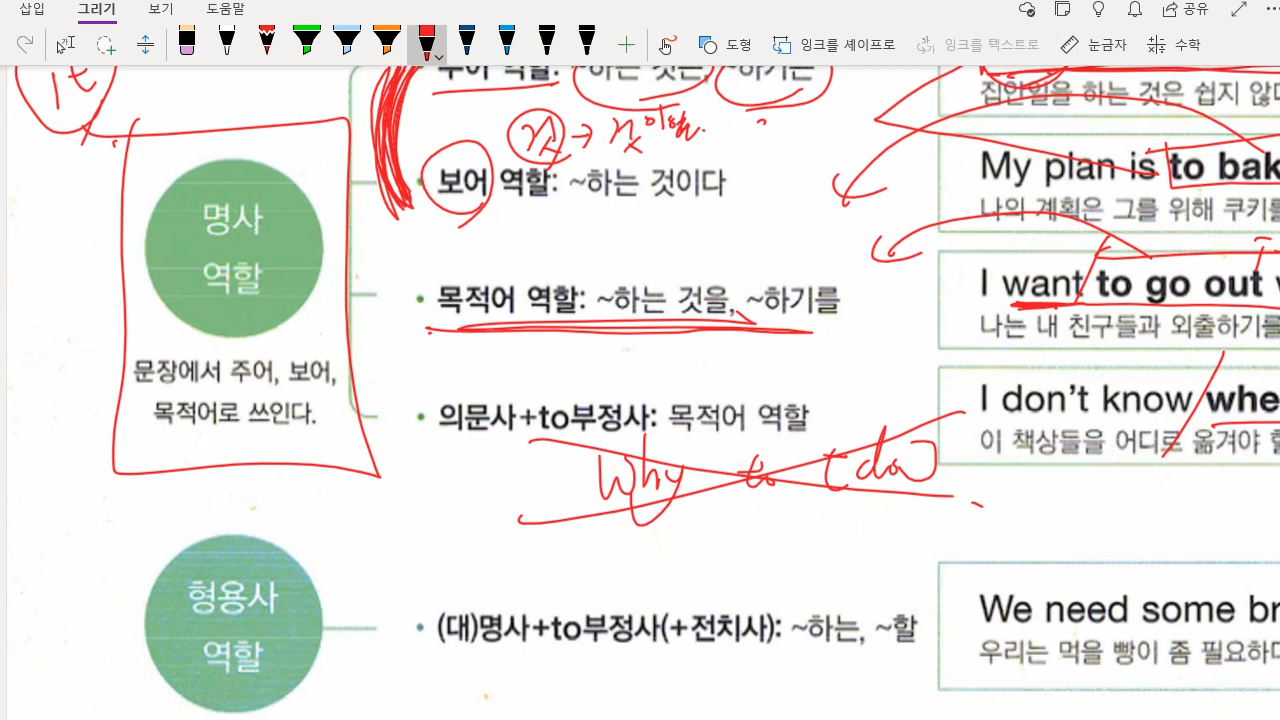 삽입 그리기 보기 도움말 공유
도형 잉크를 셰이프로 잉크를 텍스트로 눈금자 수학
it
주어 역할: ~하는 것은, ~하기는
집안일을 하는 것은 쉽지 않다
것 → 것이다.
보어 역할: ~하는 것이다
My plan is to bak
나의 계획은 그를 위해 쿠키를
명사
역할
목적어 역할: ~하는 것을, ~하기를
I want to go out
나는 내 친구들과 외출하기를
문장에서 주어, 보어,
목적어로 쓰인다.
의문사+to부정사: 목적어 역할
I don't know whe
이 책상들을 어디로 옮겨야 할
Why to
형용사
역할
(대)명사+to부정사(+전치사): ~하는, ~할
We need some br
우리는 먹을 빵이 좀 필요하다